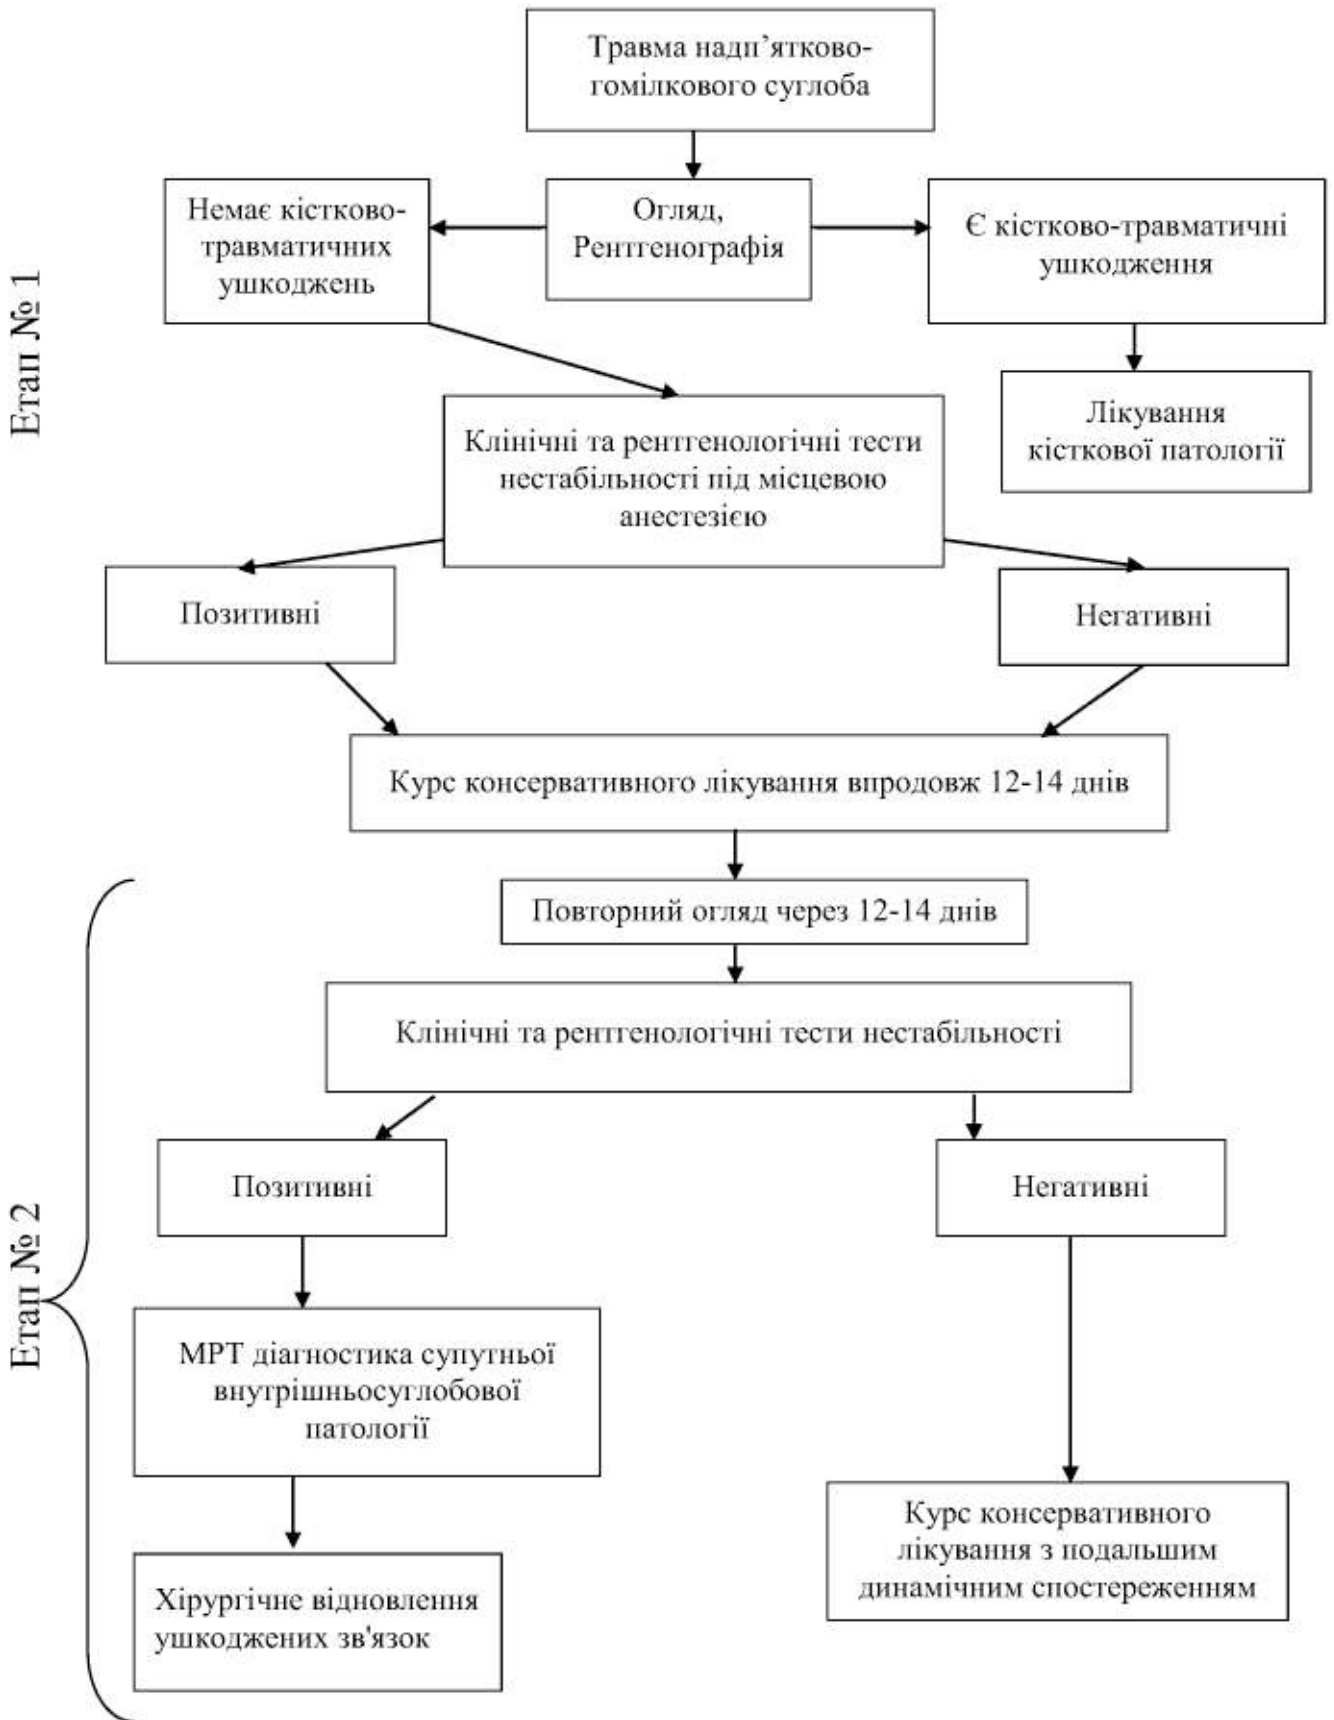 Травма надп’ятково-
гомілкового суглоба
Немає кістково-
травматичних
ушкоджень
Огляд,
Рентгенографія
Є кістково-травматичні
ушкодження
Етап № 1
Лікування
кісткової патології
Клінічні та рентгенологічні тести
нестабільності під місцевою
анестезією
Позитивні
Негативні
Курс консервативного лікування впродовж 12-14 днів
Повторний огляд через 12-14 днів
Клінічні та рентгенологічні тести нестабільності
Позитивні
Негативні
Етап № 2
МРТ діагностика супутньої
внутрішньосуглобової
патології
Курс консервативного
лікування з подальшим
динамічним спостереженням
Хірургічне відновлення
ушкоджених зв'язок